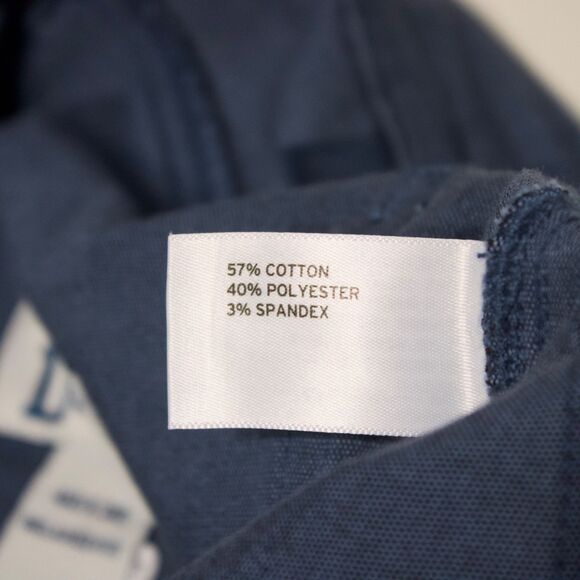 57% COTTON
40% POLYESTER
3% SPANDEX